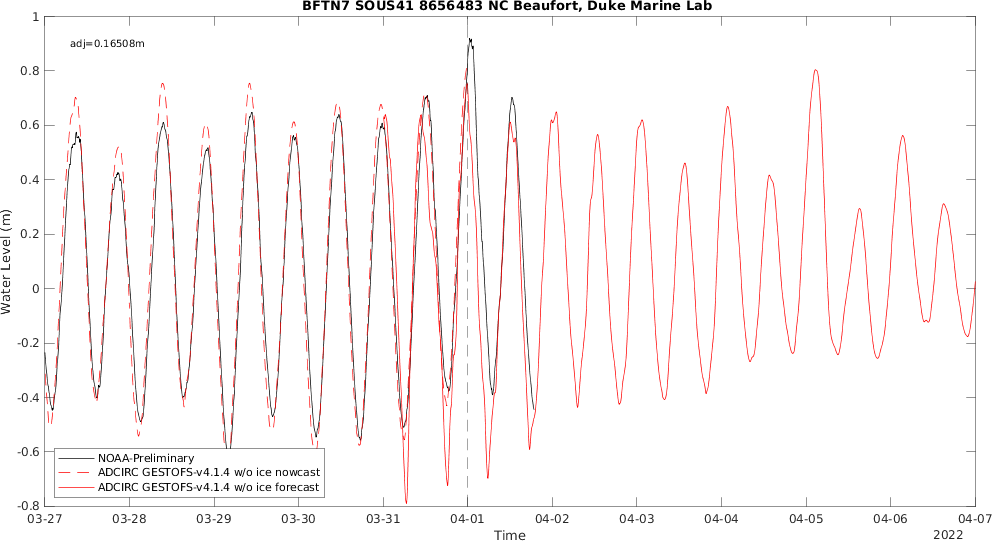 BFTN7 SOUS41 8656483 NC Beaufort, Duke Marine Lab
adj=0.16508m
1
0.8
0.6
0.4
0.2
0
-0.2
-0.4
-0.6
-0.8
Water Level (m)
NOAA-Preliminary
ADCIRC GESTOFS-v4.1.4 w/o ice nowcast
ADCIRC GESTOFS-v4.1.4 w/o ice forecast
03-27 03-28 03-29 03-30 03-31 04-01 04-02 04-03 04-04 04-05 04-06 04-07
Time
2022